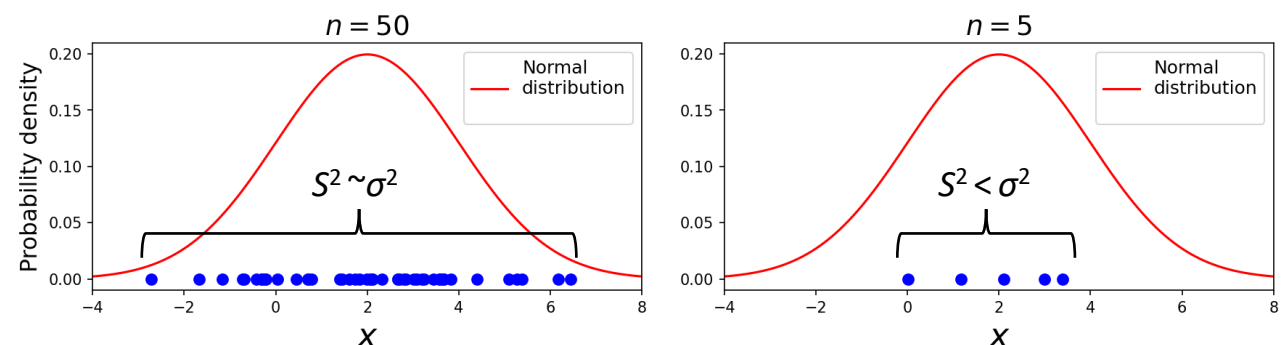 n = 50
0.20
0.15
0.10
0.05
0.00
Probability density
Normal
distribution
S² ~ σ²
−4
−2
0
2
4
6
8
x
n = 5
0.20
0.15
0.10
0.05
0.00
Normal
distribution
S² < σ²
−4
−2
0
2
4
6
8
x